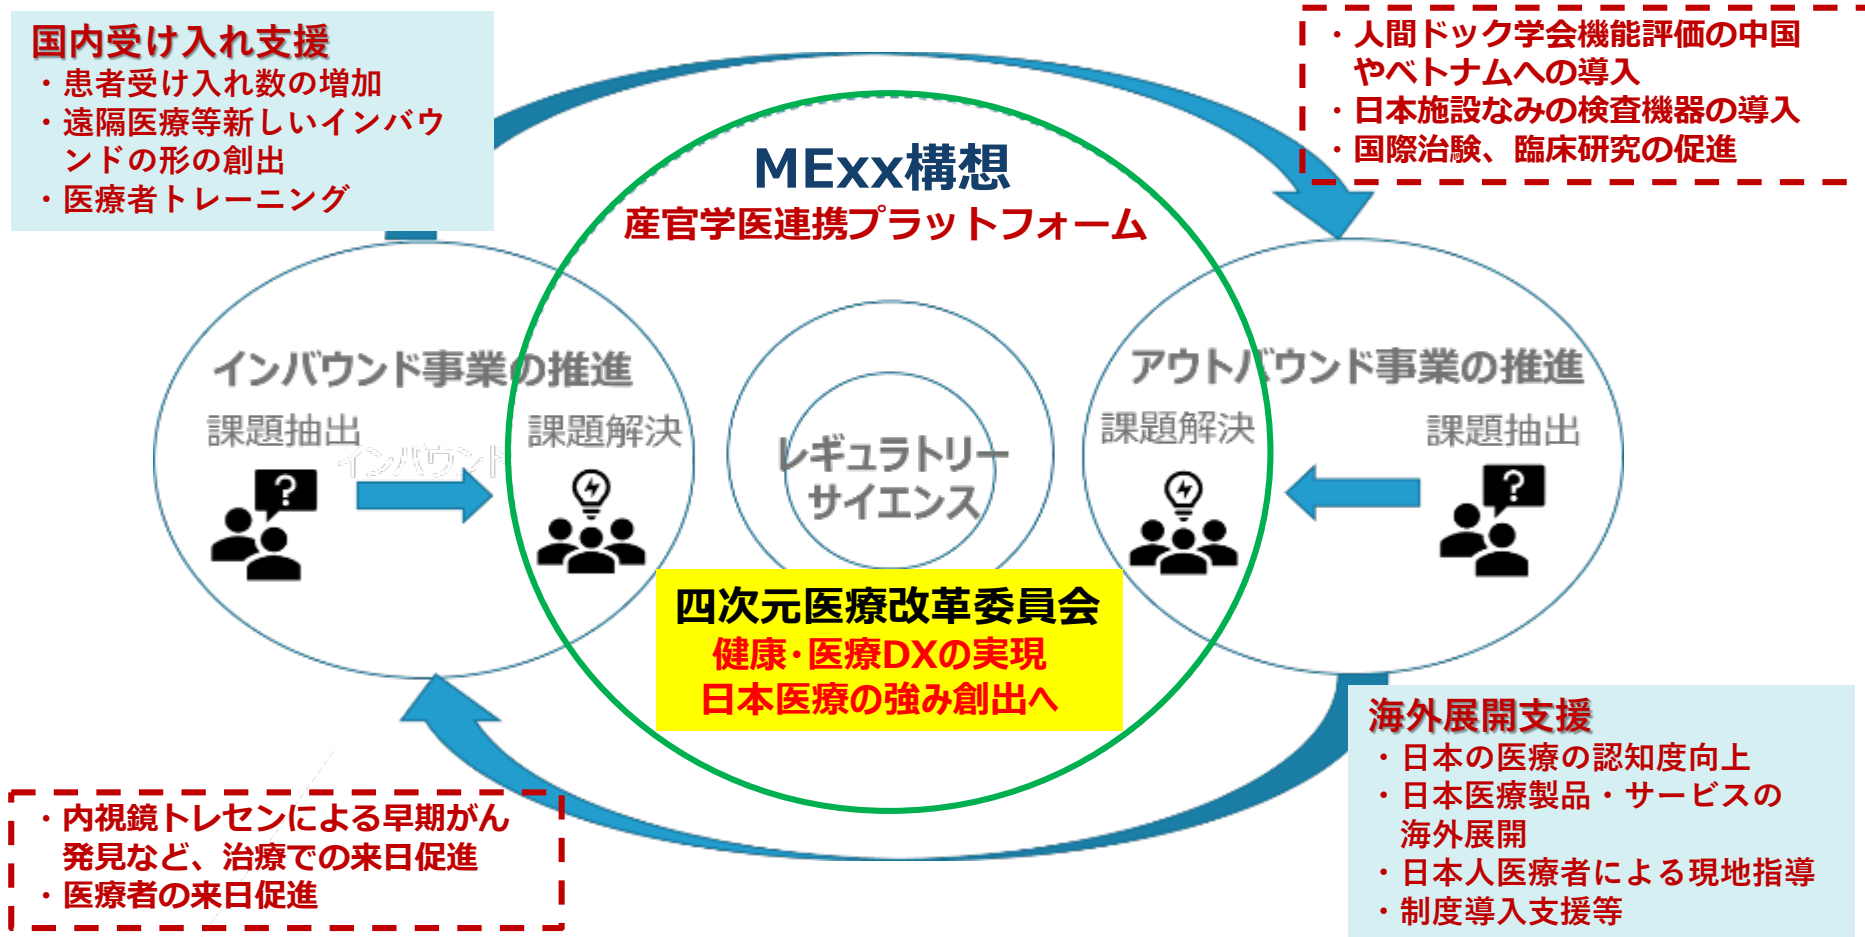 国内受け入れ支援
・患者受け入れ数の増加
・遠隔医療等新しいインバウ
ンドの形の創出
・医療者トレーニング
・人間ドック学会機能評価の中国
やベトナムへの導入
・日本施設なみの検査機器の導入
・国際治験、臨床研究の促進
MExx構想
産官学医連携プラットフォーム
インバウンド事業の推進
課題抽出
課題解決
インバウンド
?
レギュラトリー
サイエンス
アウトバウンド事業の推進
課題解決
課題抽出
?
四次元医療改革委員会
健康・医療DXの実現
日本医療の強み創出へ
・内視鏡トレセンによる早期がん
発見など、治療での来日促進
・医療者の来日促進
海外展開支援
・日本の医療の認知度向上
・日本医療製品・サービスの
海外展開
・日本人医療者による現地指導
・制度導入支援等